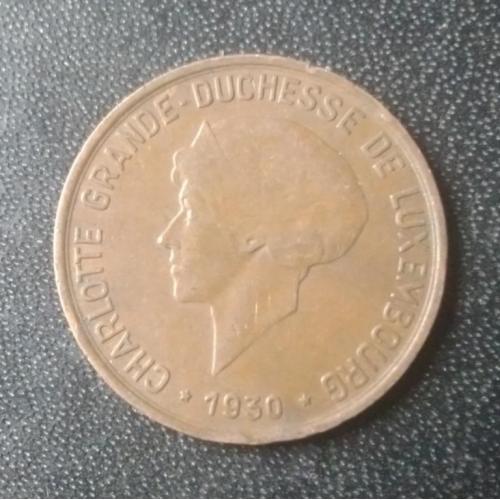 CHARLOTTE GRANDE-DUCHESSE DE LUXEMBOURG
* 1930 *